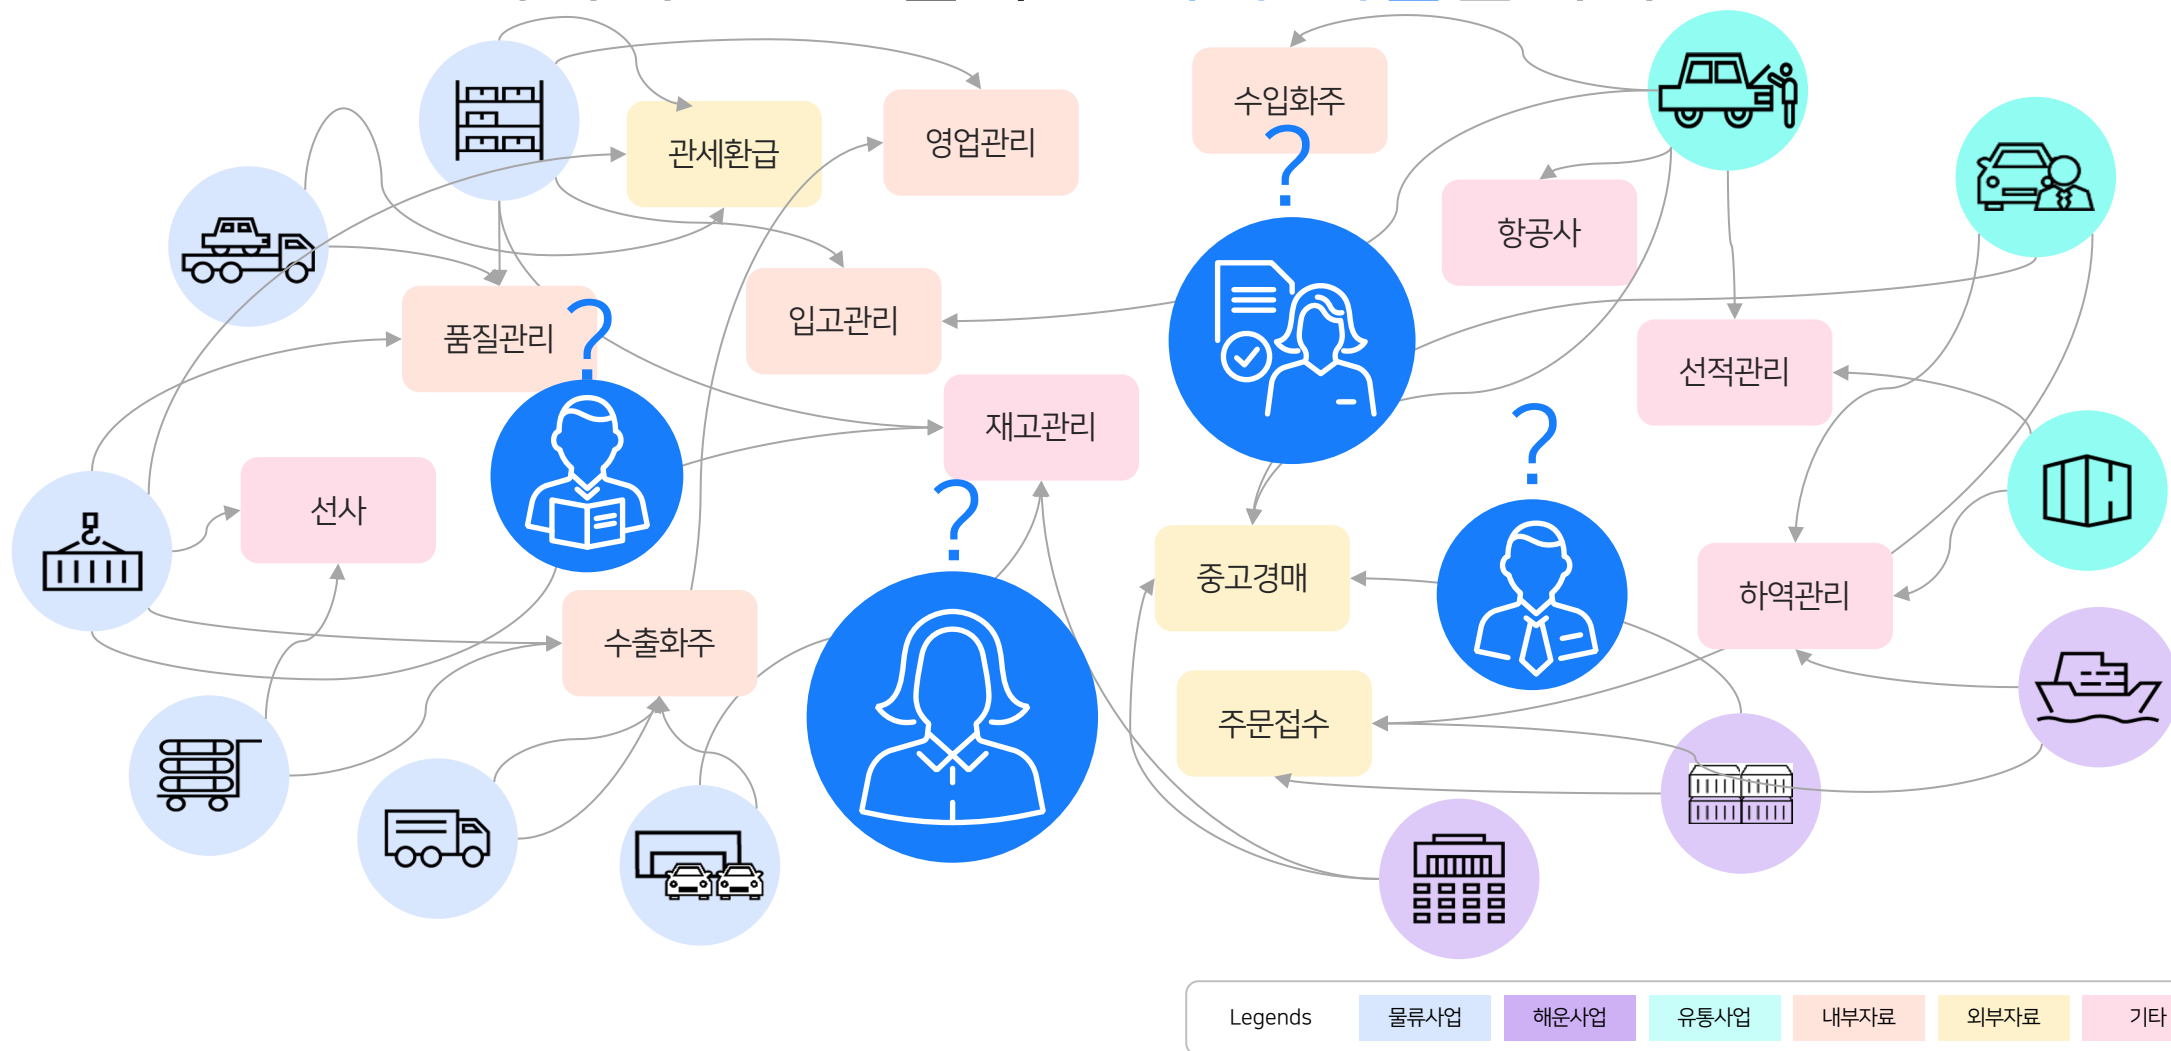 수입화주
영업관리
관세환급
?
항공사
입고관리
품질관리
?
선적관리
재고관리
?
선사
?
중고경매
하역관리
수출화주
주문접수
Legends
물류사업
해운사업
유통사업
내부자료
외부자료
기타